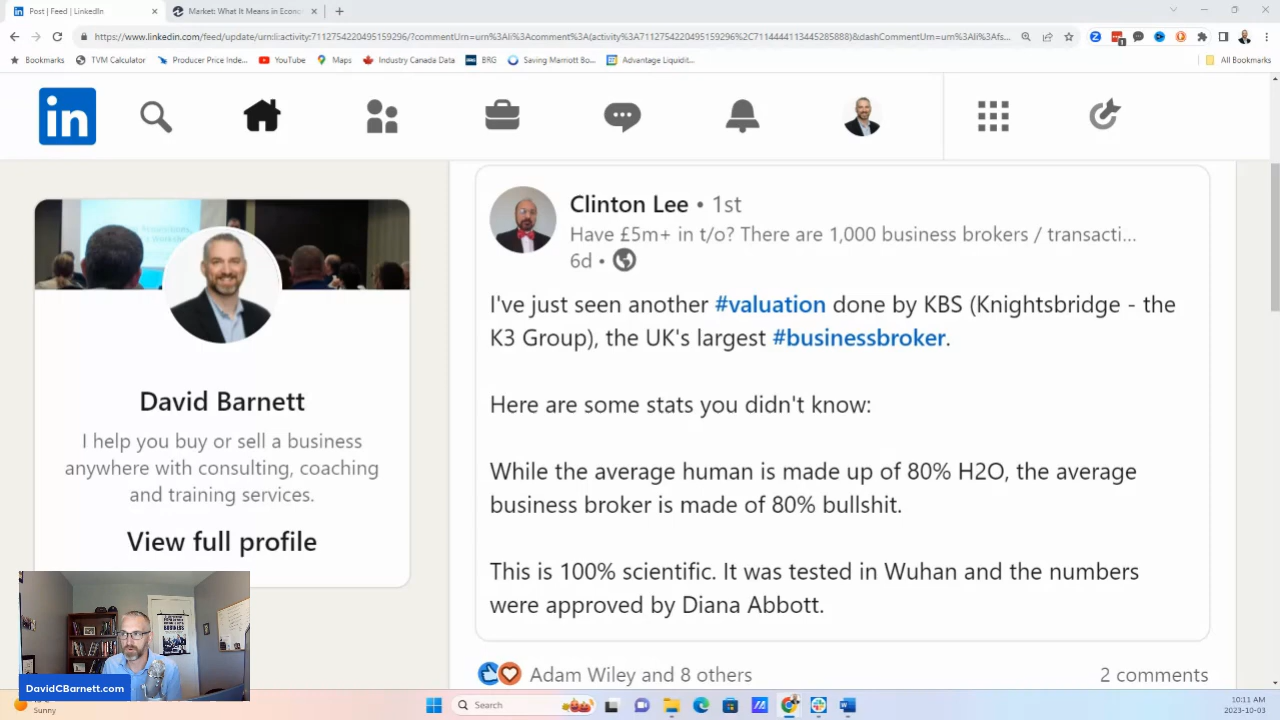 Post | Feed | LinkedIn
Market: What It Means in Econo
https://www.linkedin.com/feed/update/urn:li:activity:7112754220495159296/?commentUrn=urn%3Ali%3Acomment%3A(activity%3A7112754220495159296%2C7114444113445285888)&dashCommentUrn=urn%3Ali%3Afs...
Bookmarks
TVM Calculator
Producer Price Inde...
YouTube
Maps
Industry Canada Data
BRG
Saving Marriott Bo...
Advantage Liquidit...
All Bookmarks
in
David Barnett
I help you buy or sell a business
anywhere with consulting, coaching
and training services.
View full profile
Clinton Lee • 1st
Have £5m+ in t/o? There are 1,000 business brokers / transacti...
6d •
I've just seen another #valuation done by KBS (Knightsbridge - the
K3 Group), the UK's largest #businessbroker.
Here are some stats you didn't know:
While the average human is made up of 80% H2O, the average
business broker is made of 80% bullshit.
This is 100% scientific. It was tested in Wuhan and the numbers
were approved by Diana Abbott.
Adam Wiley and 8 others
2 comments
DavidCBarnett.com
Sunny
Search
10:11 AM
2023-10-03